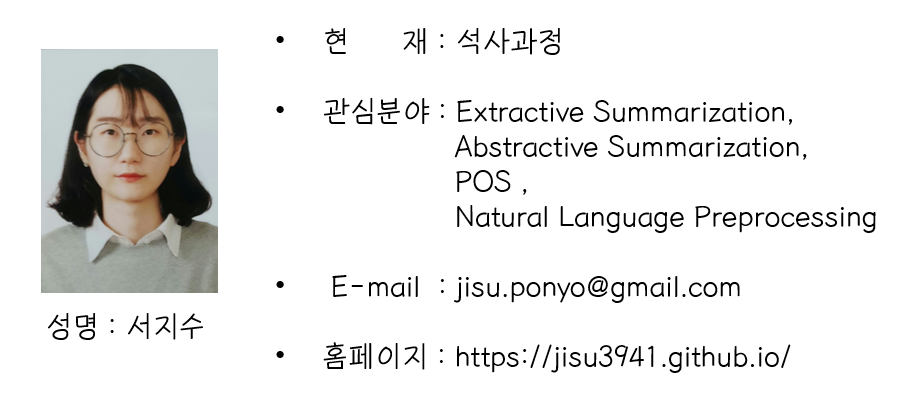 • 현 재 : 석사과정
• 관심분야 : Extractive Summarization,
Abstractive Summarization,
POS ,
Natural Language Preprocessing
• E-mail : jisu.ponyo@gmail.com
• 홈페이지 : https://jisu3941.github.io/
성명 : 서지수